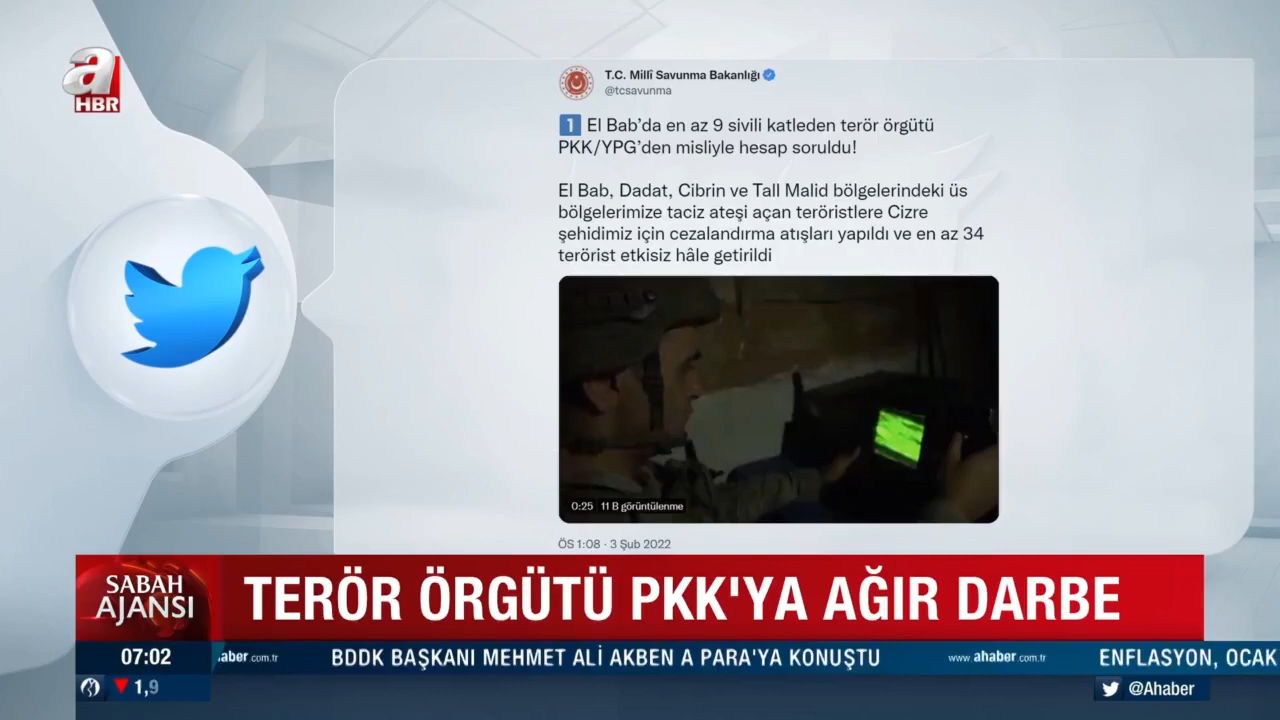 a
HBR
T.C. Millî Savunma Bakanlığı
@tcsavunma
1 El Bab'da en az 9 sivili katleden terör örgütü
PKK/YPG'den misliyle hesap soruldu!
El Bab, Dadat, Cibrin ve Tall Malid bölgelerindeki üs
bölgelerimize taciz ateşi açan teröristlere Cizre
şehidimiz için cezalandırma atışları yapıldı ve en az 34
terörist etkisiz hâle getirildi
0:25 11 B görüntülenme
ÖS 1:08 · 3 Şub 2022
SABAH
AJANSI
TERÖR ÖRGÜTÜ PKK'YA AĞIR DARBE
07:02
aber.com.tr
BDDK BAŞKANI MEHMET ALİ AKBEN A PARA'YA KONUŞTU
www.ahaber.com.tr
ENFLASYON, OCAK
1,9
@Ahaber